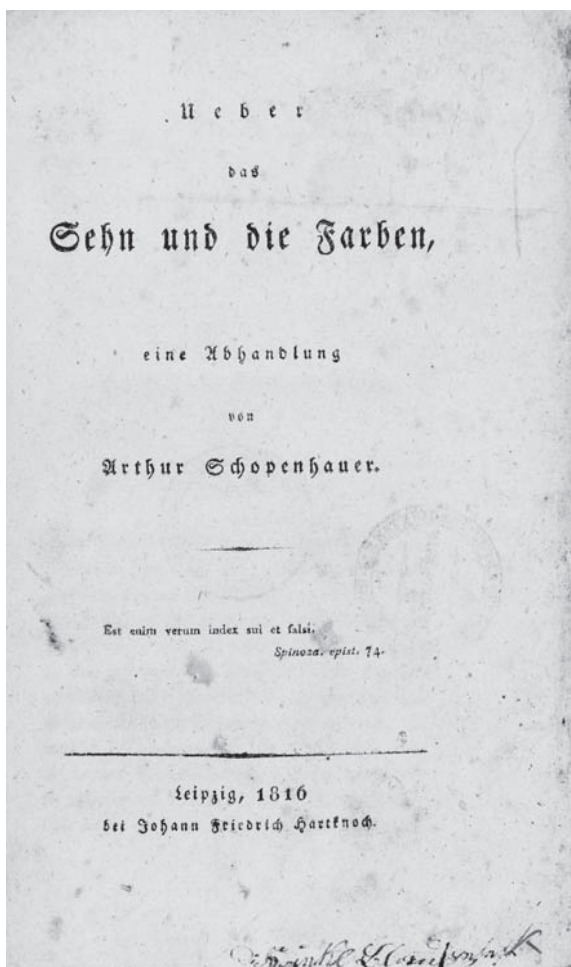 Ueber
das
Sehn und die Farben,
eine Abhandlung
von
Arthur Schopenhauer.
Est enim verum index sui et falsi.
Spinoza. epist. 74.
Leipzig, 1816
bei Johann Friedrich Hartknoch.